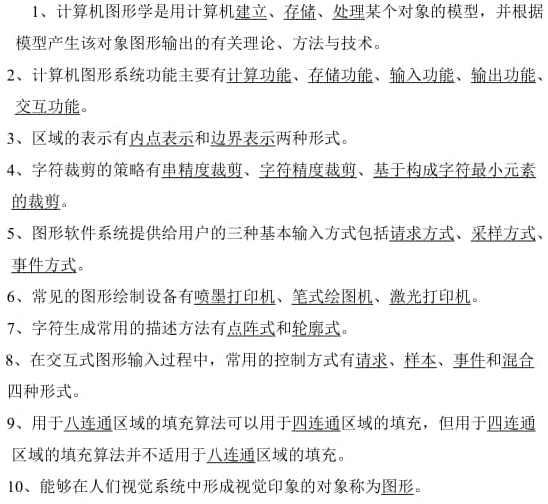 1、计算机图形学是用计算机建立、存储、处理某个对象的模型，并根据
模型产生该对象图形输出的有关理论、方法与技术。
2、计算机图形系统功能主要有计算功能、存储功能、输入功能、输出功能、
交互功能。
3、区域的表示有内点表示和边界表示两种形式。
4、字符裁剪的策略有串精度裁剪、字符精度裁剪、基于构成字符最小元素
的裁剪。
5、图形软件系统提供给用户的三种基本输入方式包括请求方式、采样方式、
事件方式。
6、常见的图形绘制设备有喷墨打印机、笔式绘图机、激光打印机。
7、字符生成常用的描述方法有点阵式和轮廓式。
8、在交互式图形输入过程中，常用的控制方式有请求、样本、事件和混合
四种形式。
9、用于八连通区域的填充算法可以用于四连通区域的填充，但用于四连通
区域的填充算法并不适用于八连通区域的填充。
10、能够在人们视觉系统中形成视觉印象的对象称为图形。